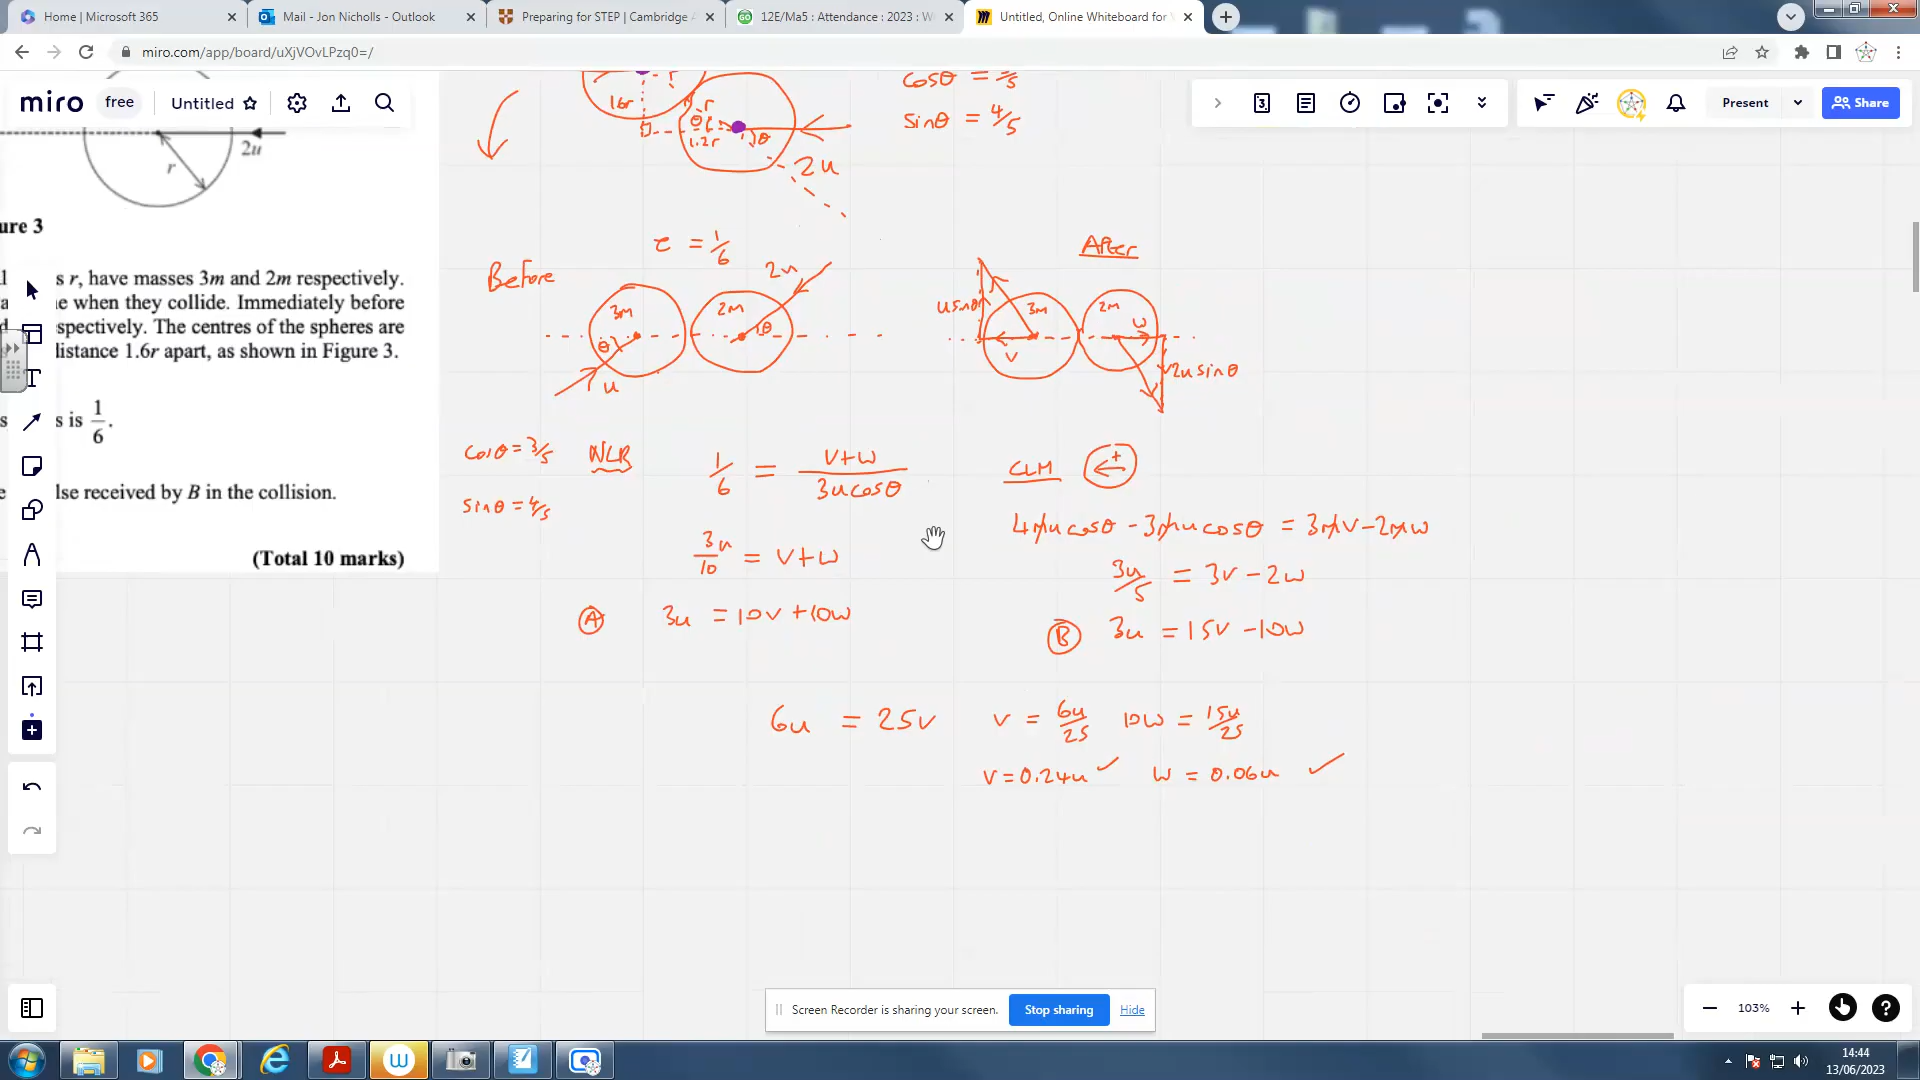 Home | Microsoft 365
Mail - Jon Nicholls - Outlook
Preparing for STEP | Cambridge
12E/Ma5 : Attendance : 2023 : W
Untitled, Online Whiteboard for
miro.com/app/board/uXjVOvLPzq0=/
miro
free
Untitled
Present
Share
2u
r
ure 3
s r, have masses 3m and 2m respectively.
e when they collide. Immediately before
spectively. The centres of the spheres are
distance 1.6r apart, as shown in Figure 3.
s is 1/6.
lse received by B in the collision.
(Total 10 marks)
1.6r
r
r
θ
1.2r
θ
2u
cosθ = 3/5
sinθ = 4/5
e = 1/6
Before
2u
3m
2m
θ
θ
u
After
usinθ
3m
2m
v
w
2usinθ
cosθ = 3/5
sinθ = 4/5
NLR
1/6 = v+w / 3ucosθ
3u/10 = v+w
A 3u = 10v + 10w
CLM ←+
4mucosθ - 3mucosθ = 3mv - 2mw
3u/5 = 3v - 2w
B 3u = 15v - 10w
6u = 25v
v = 6u/25
10w = 15u/25
v = 0.24u ✓
w = 0.06u ✓
Screen Recorder is sharing your screen.
Stop sharing
Hide
103%
14:44
13/06/2023